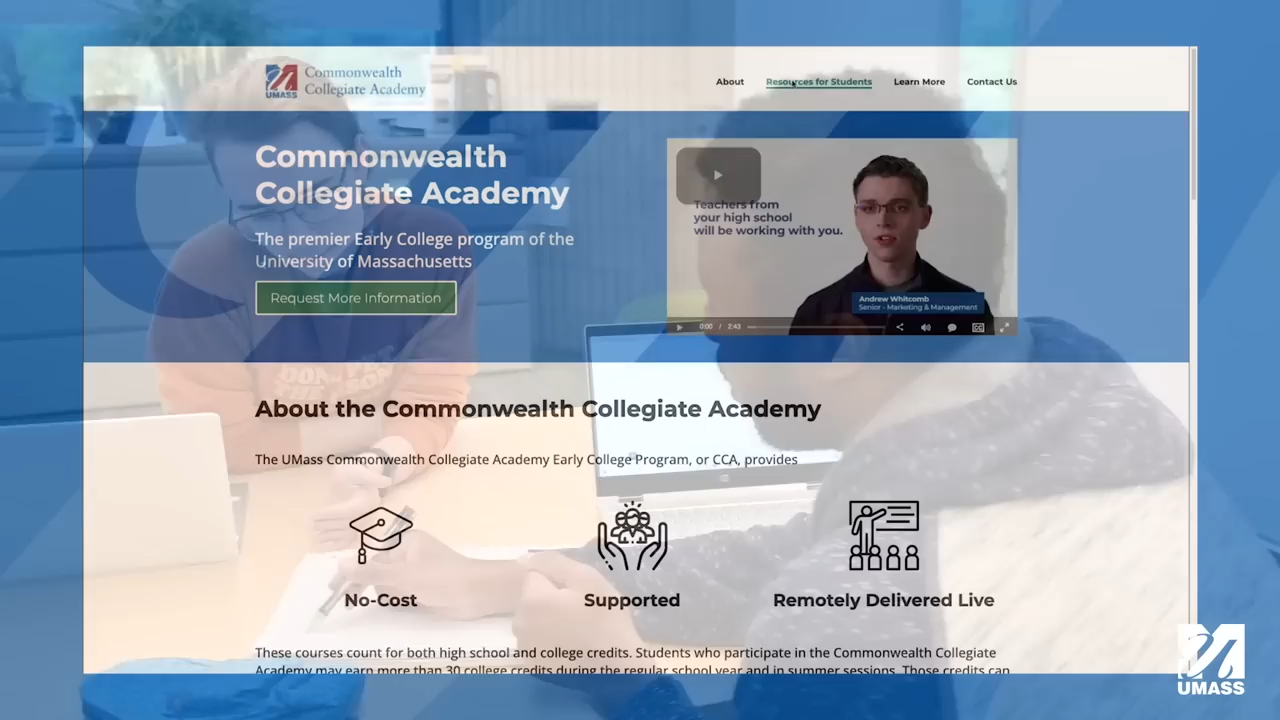 Commonwealth
Collegiate Academy
UMASS
About
Resources for Students
Learn More
Contact Us
Commonwealth
Collegiate Academy
The premier Early College program of the
University of Massachusetts
Request More Information
Teachers from
your high school
will be working with you.
Andrew Whitcomb
Senior - Marketing & Management
0:00 / 2:43
CC
About the Commonwealth Collegiate Academy
The UMass Commonwealth Collegiate Academy Early College Program, or CCA, provides
No-Cost
Supported
Remotely Delivered Live
These courses count for both high school and college credits. Students who participate in the Commonwealth Collegiate
Academy may earn more than 30 college credits during the regular school year and in summer sessions. Those credits can
UMASS